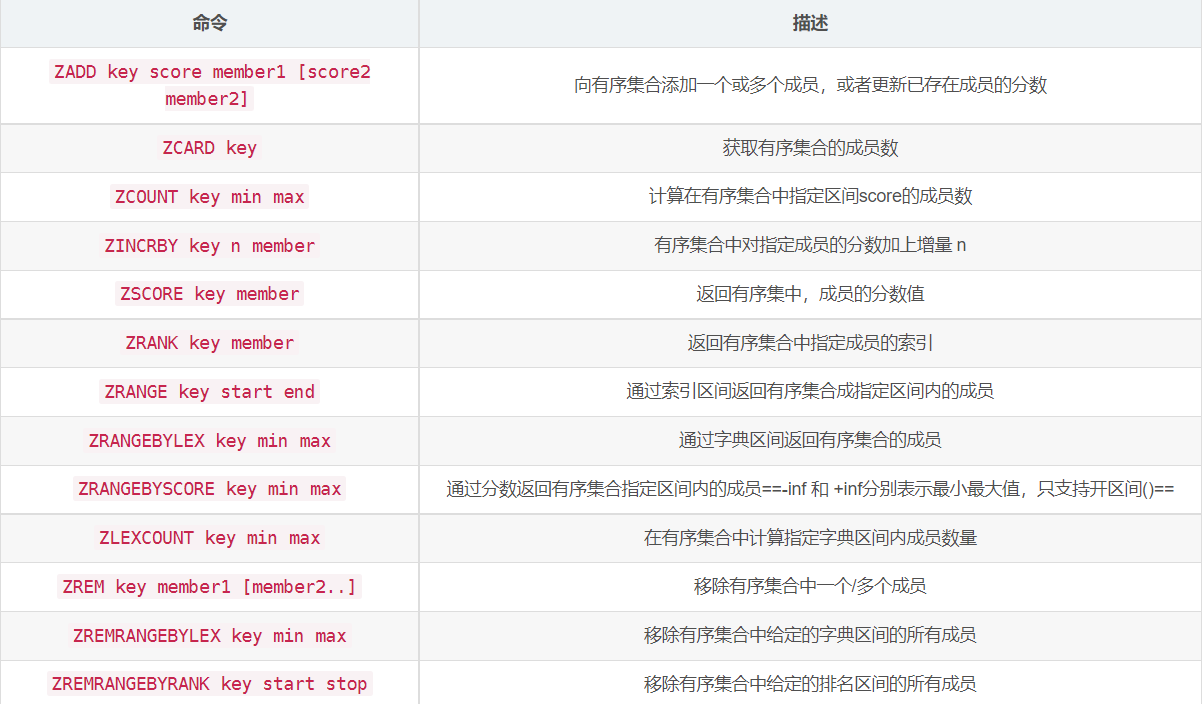 命令 描述
ZADD key score member1 [score2
member2]
向有序集合添加一个或多个成员，或者更新已存在成员的分数
ZCARD key 获取有序集合的成员数
ZCOUNT key min max 计算在有序集合中指定区间score的成员数
ZINCRBY key n member 有序集合中对指定成员的分数加上增量 n
ZSCORE key member 返回有序集中，成员的分数值
ZRANK key member 返回有序集合中指定成员的索引
ZRANGE key start end 通过索引区间返回有序集合成指定区间内的成员
ZRANGEBYLEX key min max 通过字典区间返回有序集合的成员
ZRANGEBYSCORE key min max 通过分数返回有序集合指定区间内的成员==-inf 和 +inf分别表示最小最大值，只支持开区间()==
ZLEXCOUNT key min max 在有序集合中计算指定字典区间内成员数量
ZREM key member1 [member2..] 移除有序集合中一个/多个成员
ZREMRANGEBYLEX key min max 移除有序集合中给定的字典区间的所有成员
ZREMRANGEBYRANK key start stop 移除有序集合中给定的排名区间的所有成员